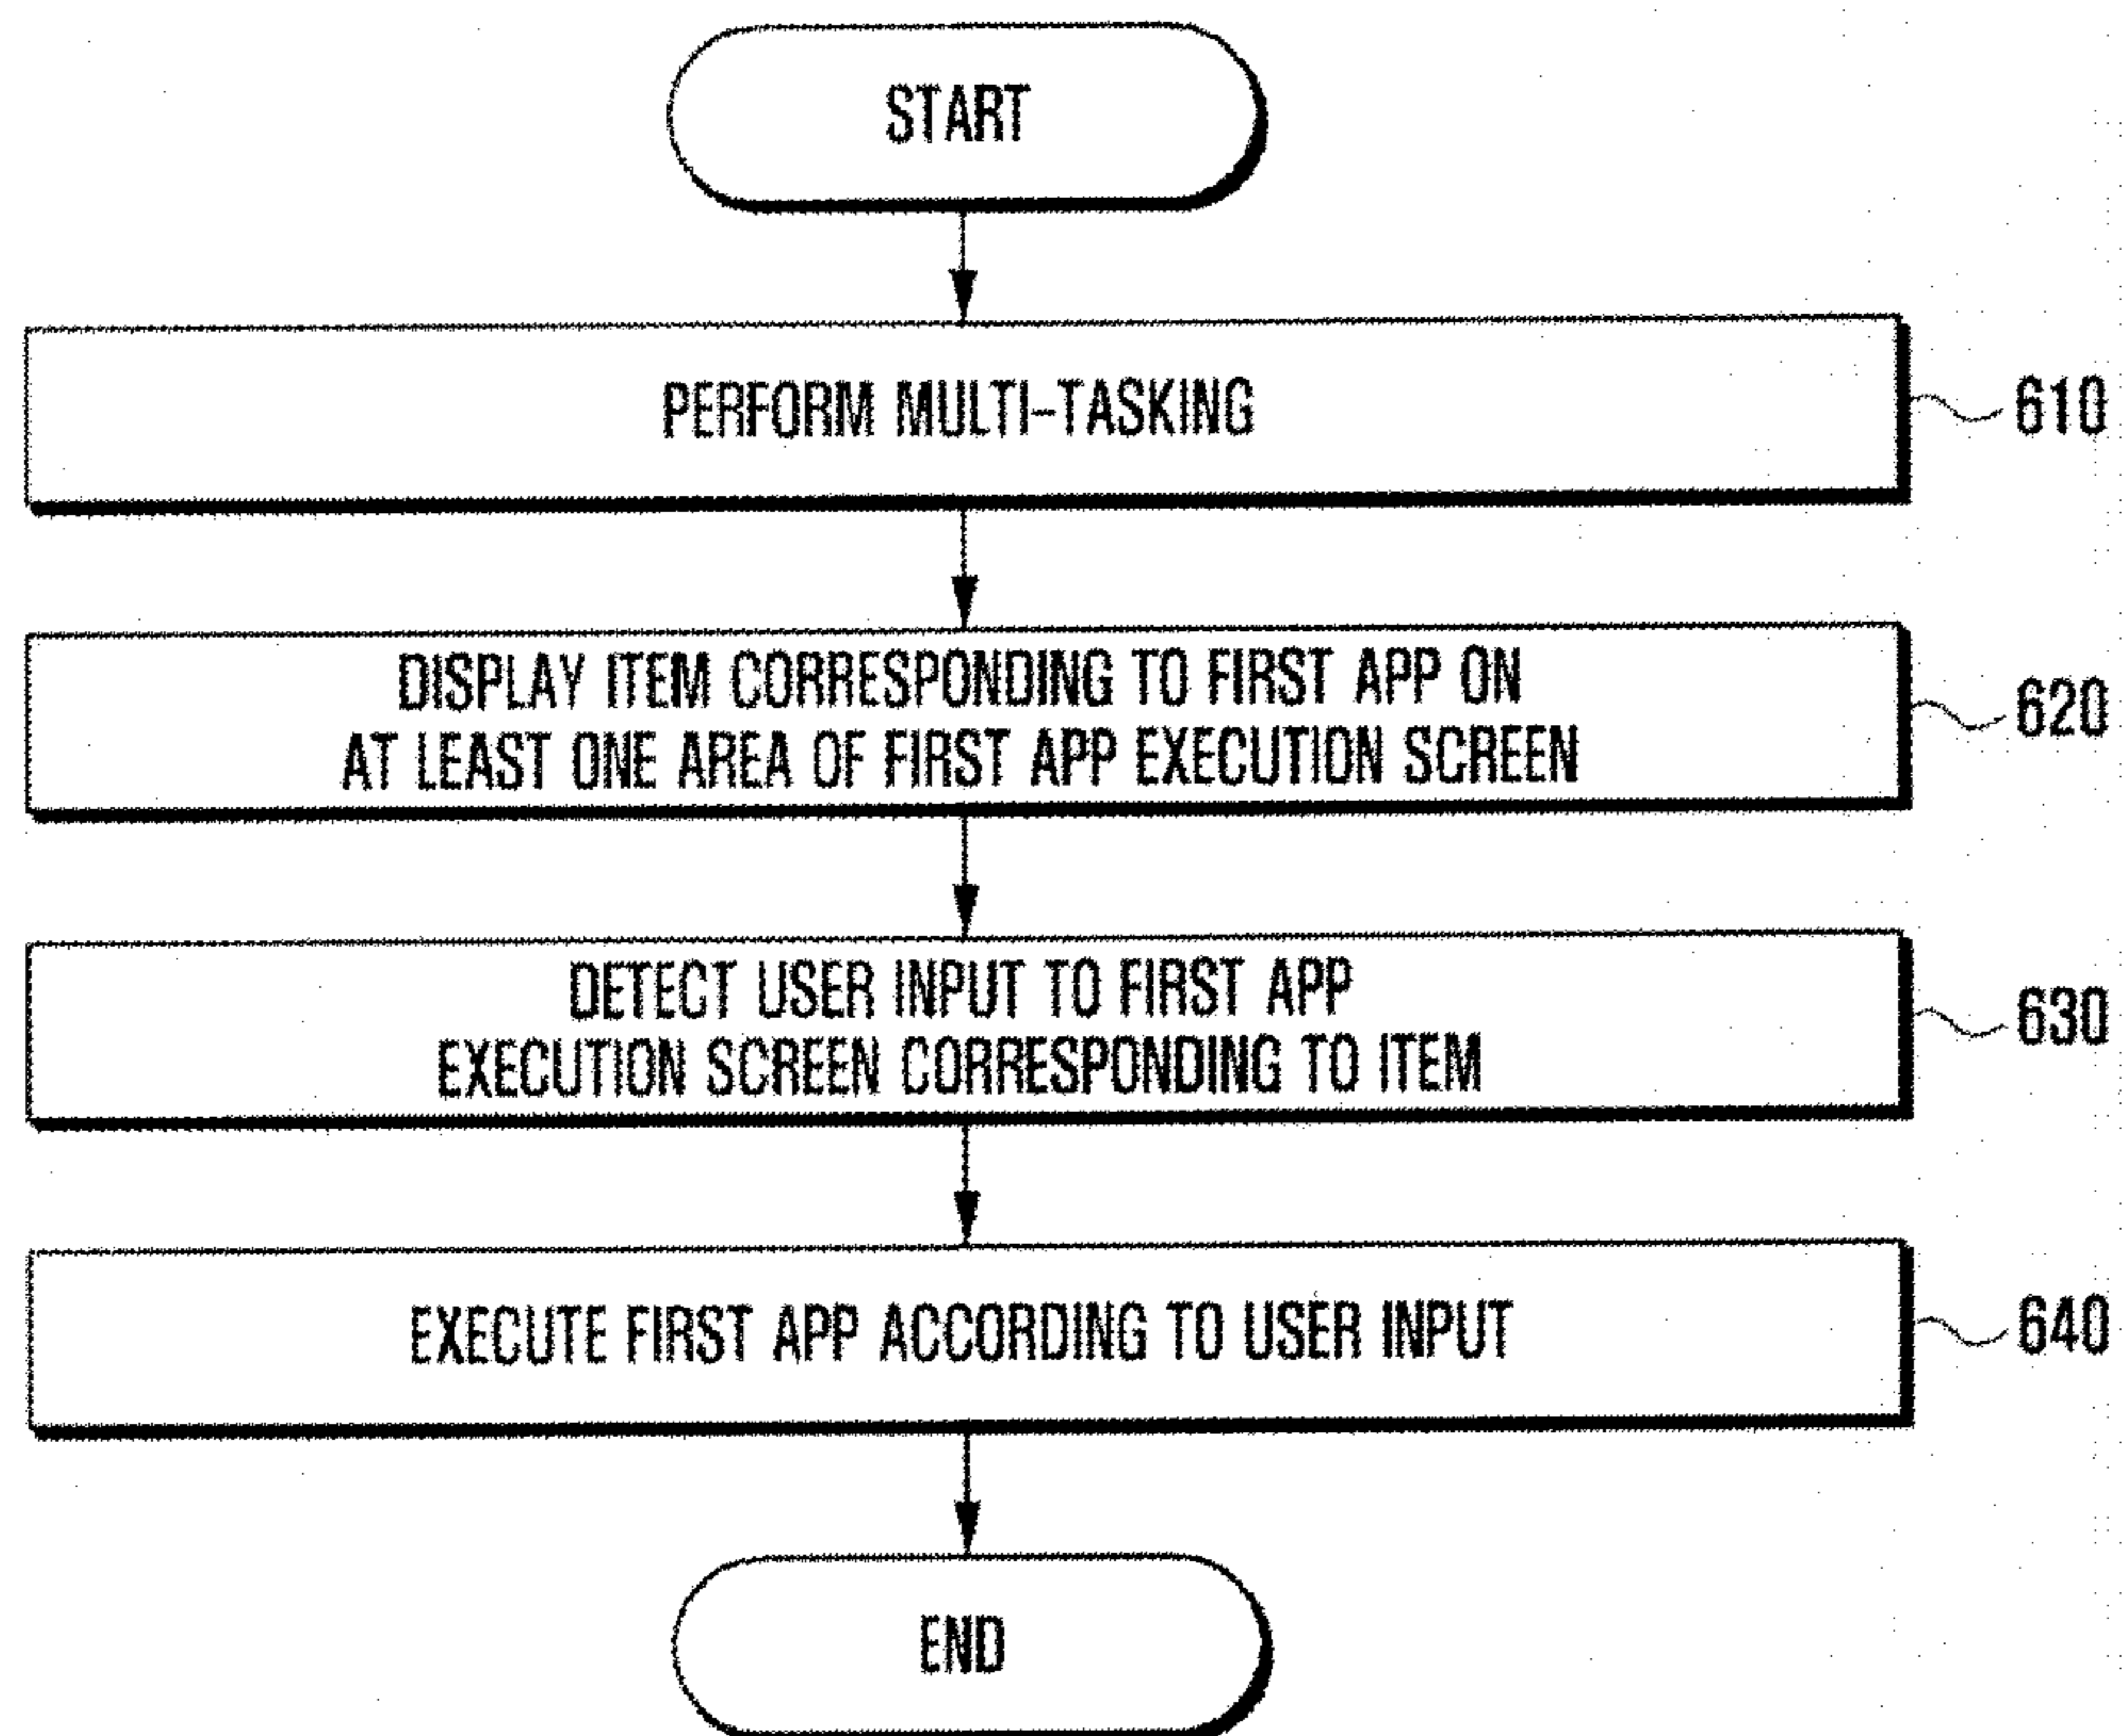 START
PERFORM MULTI-TASKING
610
DISPLAY ITEM CORRESPONDING TO FIRST APP ON
AT LEAST ONE AREA OF FIRST APP EXECUTION SCREEN
620
DETECT USER INPUT TO FIRST APP
EXECUTION SCREEN CORRESPONDING TO ITEM
630
EXECUTE FIRST APP ACCORDING TO USER INPUT
640
END